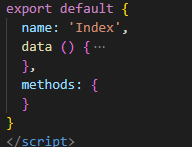 export default {
name: 'Index',
data () {···
},
methods: {
}
}
</script>